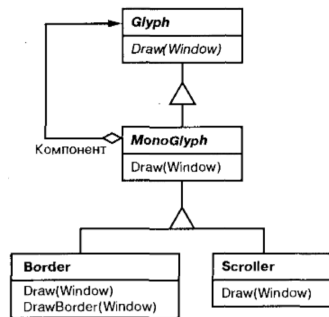 Glyph
Draw(Window)
Компонент
MonoGlyph
Draw(Window)
Border
Draw(Window)
DrawBorder(Window)
Scroller
Draw(Window)